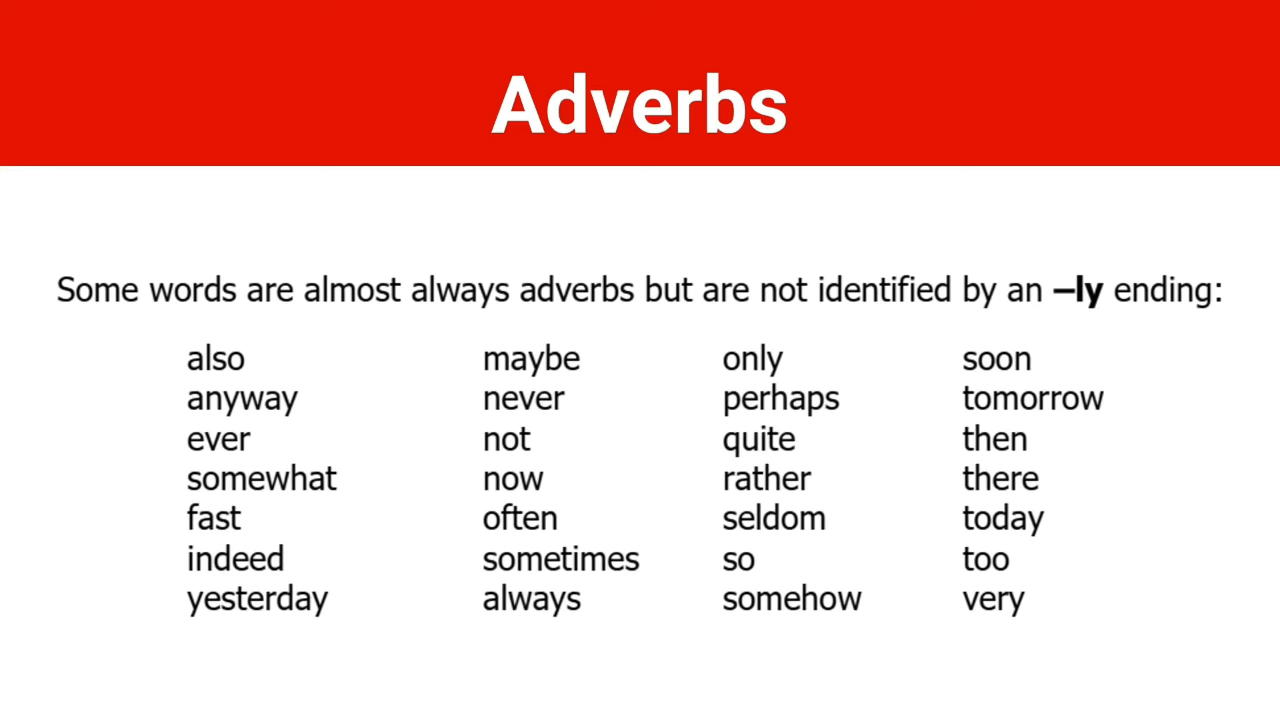 Adverbs
Some words are almost always adverbs but are not identified by an –ly ending:
also maybe only soon
anyway never perhaps tomorrow
ever not quite then
somewhat now rather there
fast often seldom today
indeed sometimes so too
yesterday always somehow very